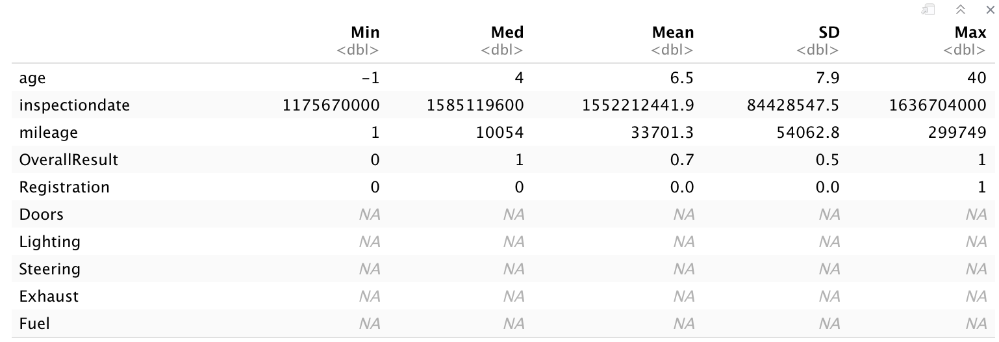 Min Med Mean SD Max
<dbl> <dbl> <dbl> <dbl> <dbl>
age -1 4 6.5 7.9 40
inspectiondate 1175670000 1585119600 1552212441.9 84428547.5 1636704000
mileage 1 10054 33701.3 54062.8 299749
OverallResult 0 1 0.7 0.5 1
Registration 0 0 0.0 0.0 1
Doors NA NA NA NA NA
Lighting NA NA NA NA NA
Steering NA NA NA NA NA
Exhaust NA NA NA NA NA
Fuel NA NA NA NA NA